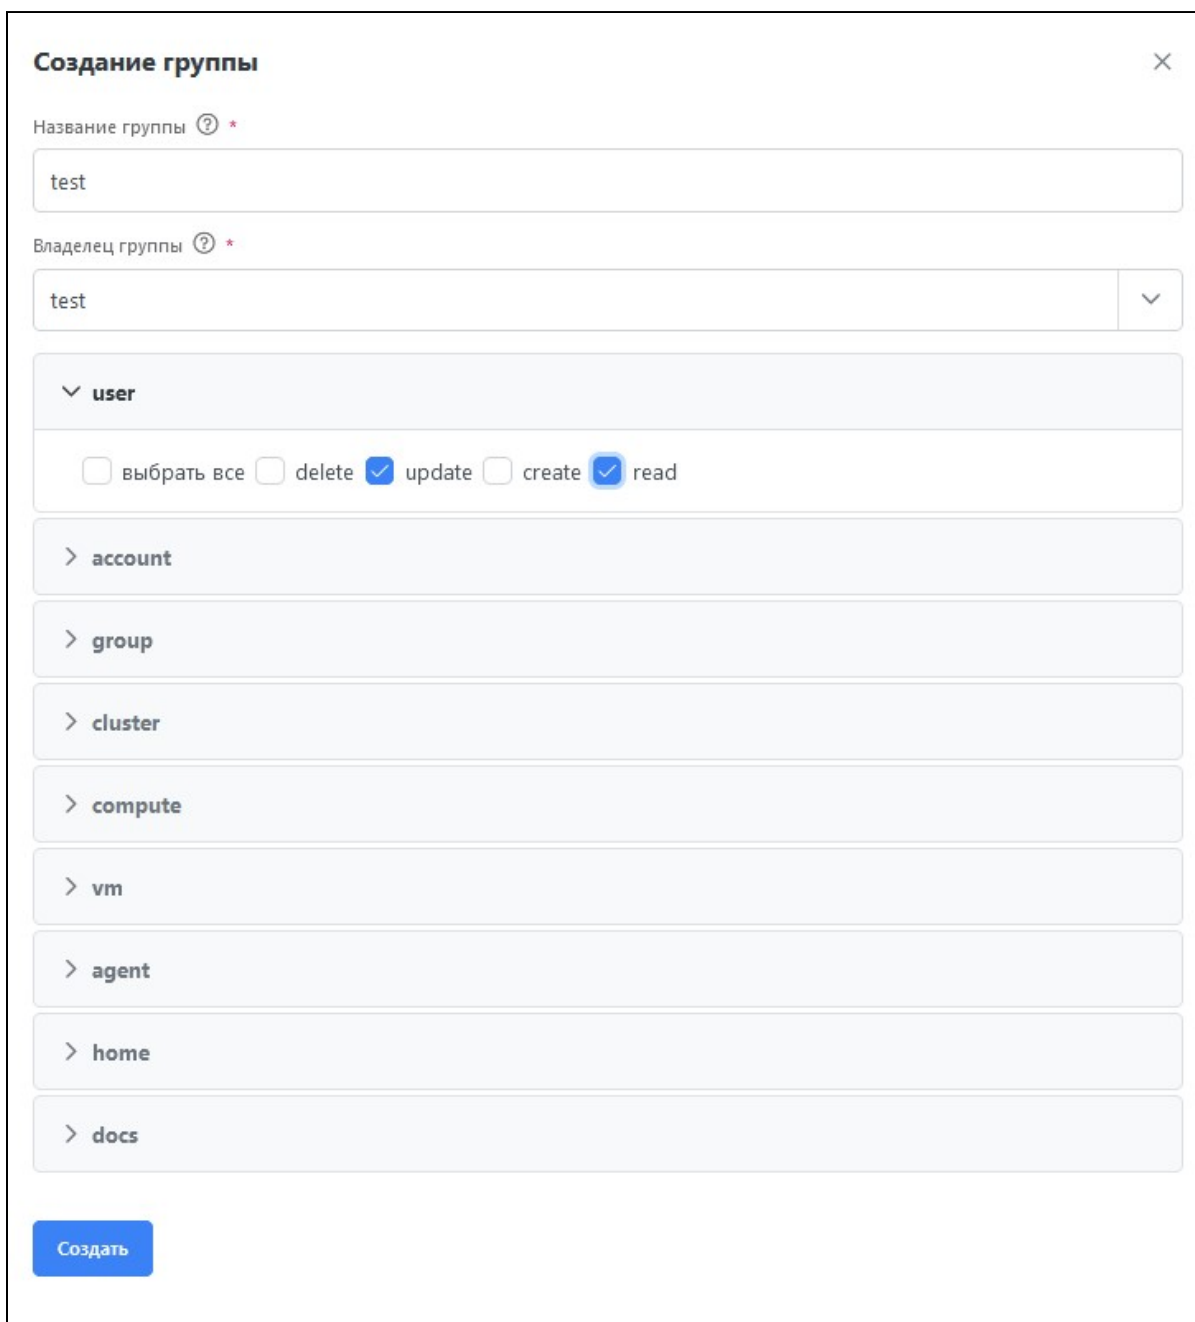 Создание группы
Название группы ? *
test
Владелец группы ? *
test
user
выбрать все delete update create read
account
group
cluster
compute
vm
agent
home
docs
Создать